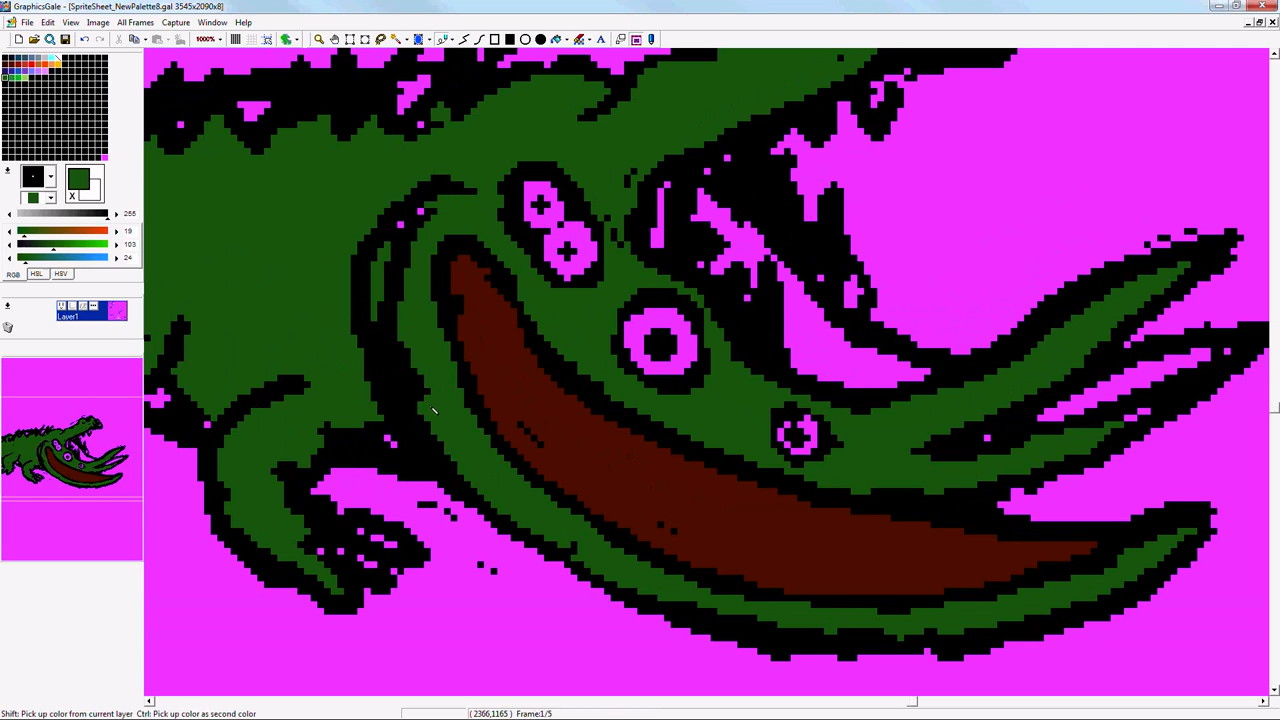 GraphicsGale - [SpriteSheet_NewPalette8.gal 3545x2090x8]
File Edit View Image All Frames Capture Window Help
1000%
A
X
255
19
103
24
RGB HSL HSV
Layer1
Shift: Pick up color from current layer Ctrl: Pick up color as second color
( 2366,1165 ) Frame:1/5